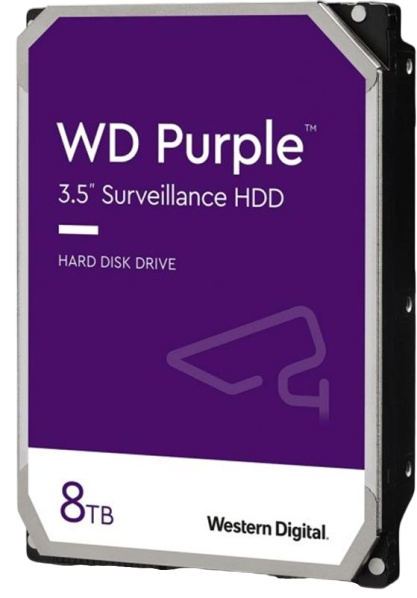 WD Purple™
3.5" Surveillance HDD
HARD DISK DRIVE
8TB
Western Digital.